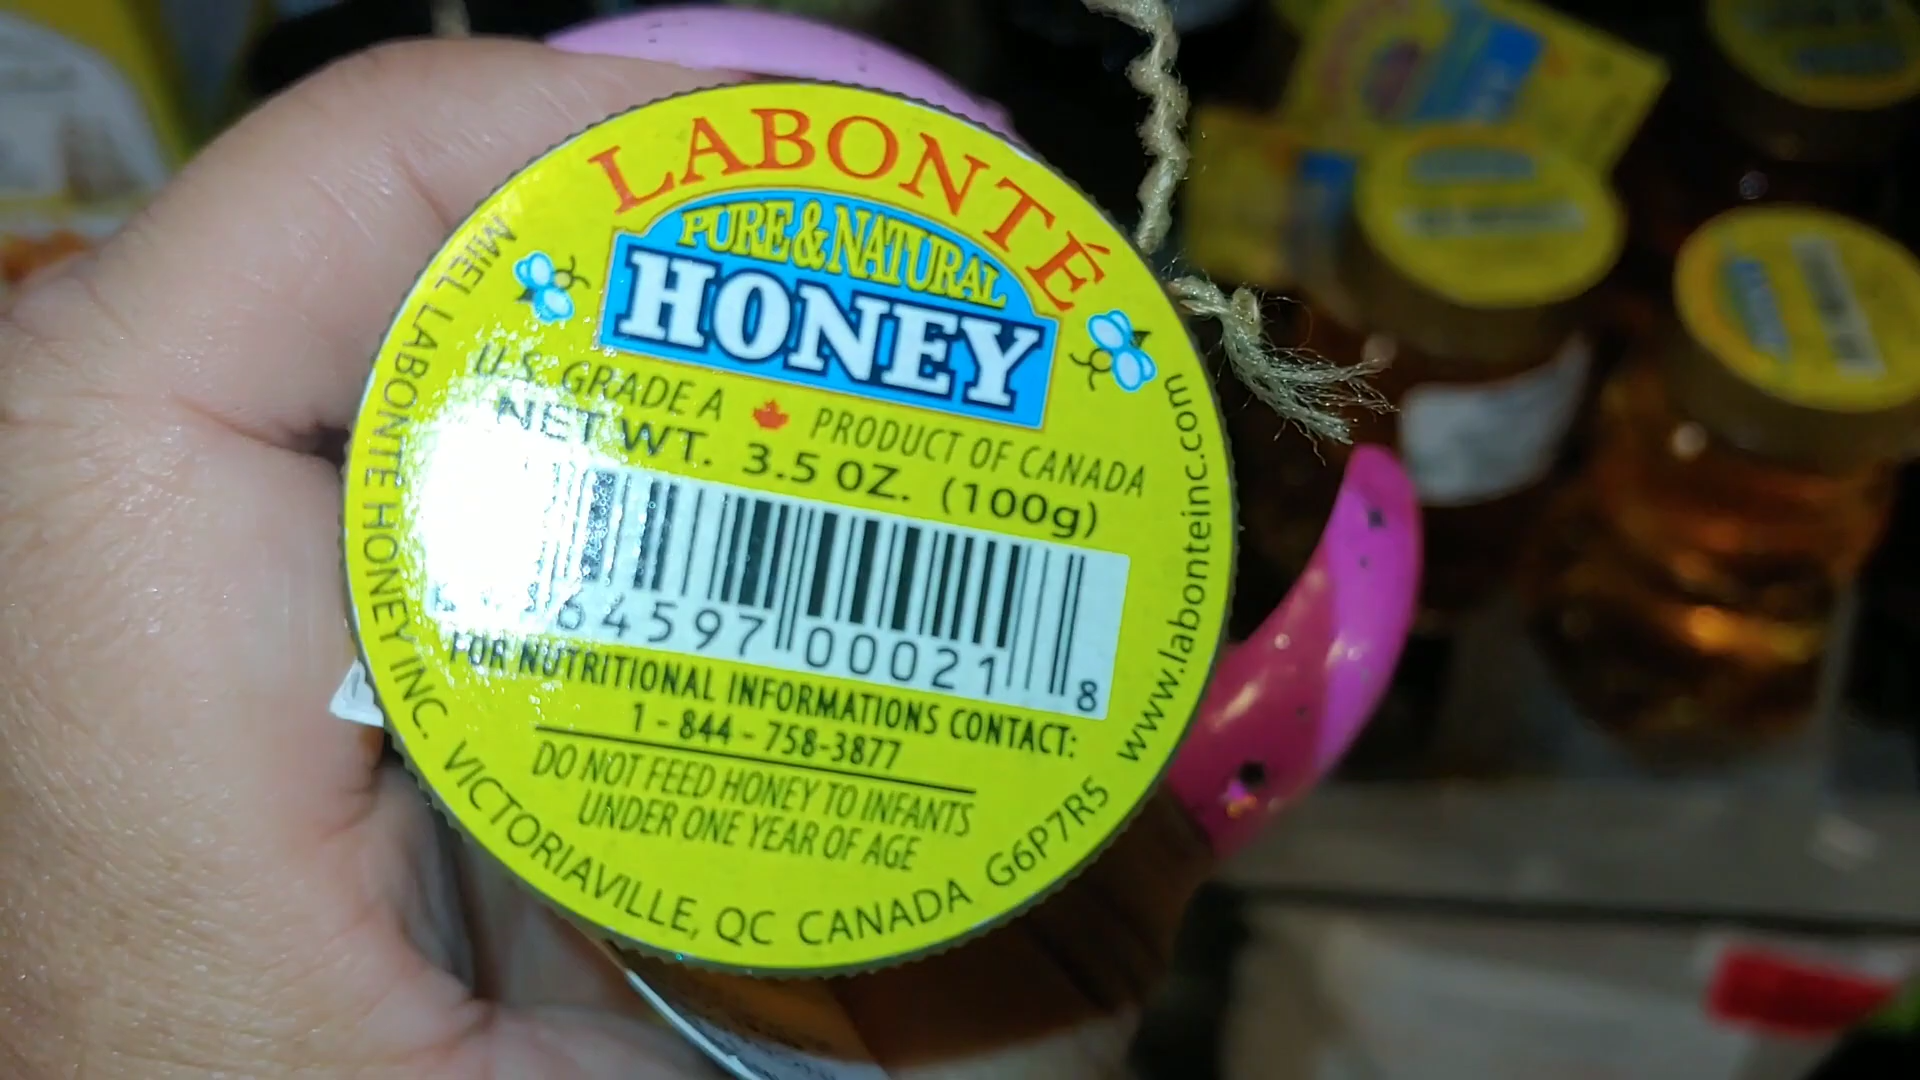 LABONTÉ
PURE & NATURAL
HONEY
U.S. GRADE A PRODUCT OF CANADA
NET WT. 3.5 OZ. (100g)
64597 00021 8
FOR NUTRITIONAL INFORMATIONS CONTACT:
1 - 844 - 758-3877
DO NOT FEED HONEY TO INFANTS
UNDER ONE YEAR OF AGE
MIEL LABONTE HONEY INC. VICTORIAVILLE, QC CANADA G6P7R5 www.labonteinc.com